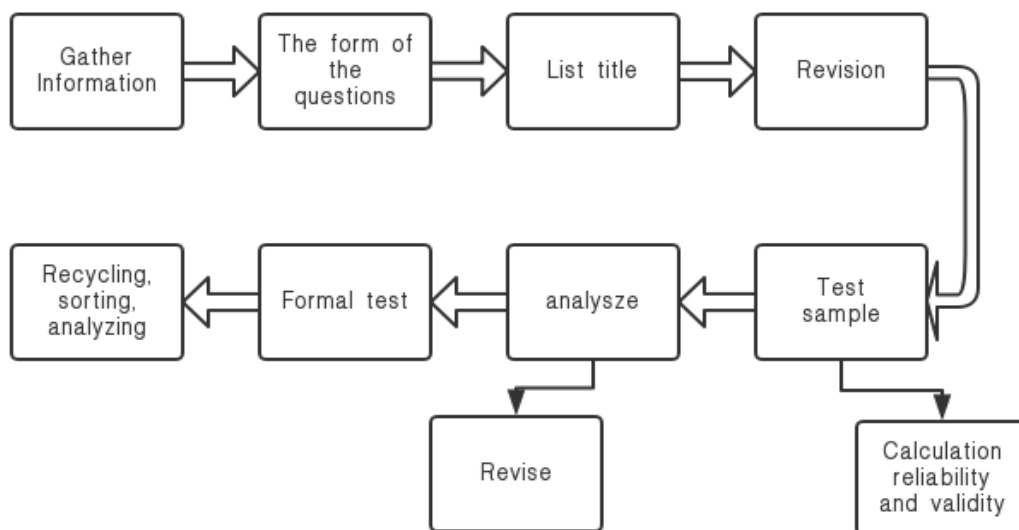 Gather
Information
The form of
the
questions
List title
Revision
Recycling,
sorting,
analyzing
Formal test
analysze
Test
sample
Revise
Calculation
reliability
and validity